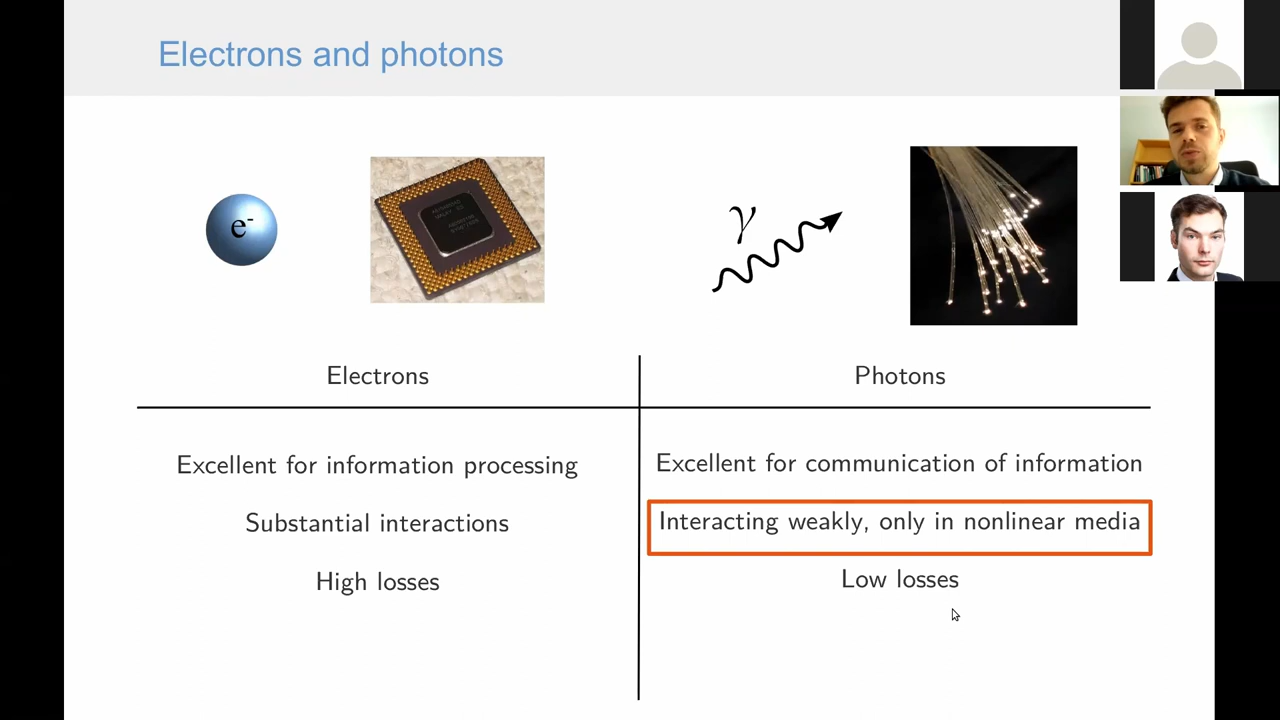 Electrons and photons
e-
γ
Electrons
Photons
Excellent for information processing
Excellent for communication of information
Substantial interactions
Interacting weakly, only in nonlinear media
High losses
Low losses